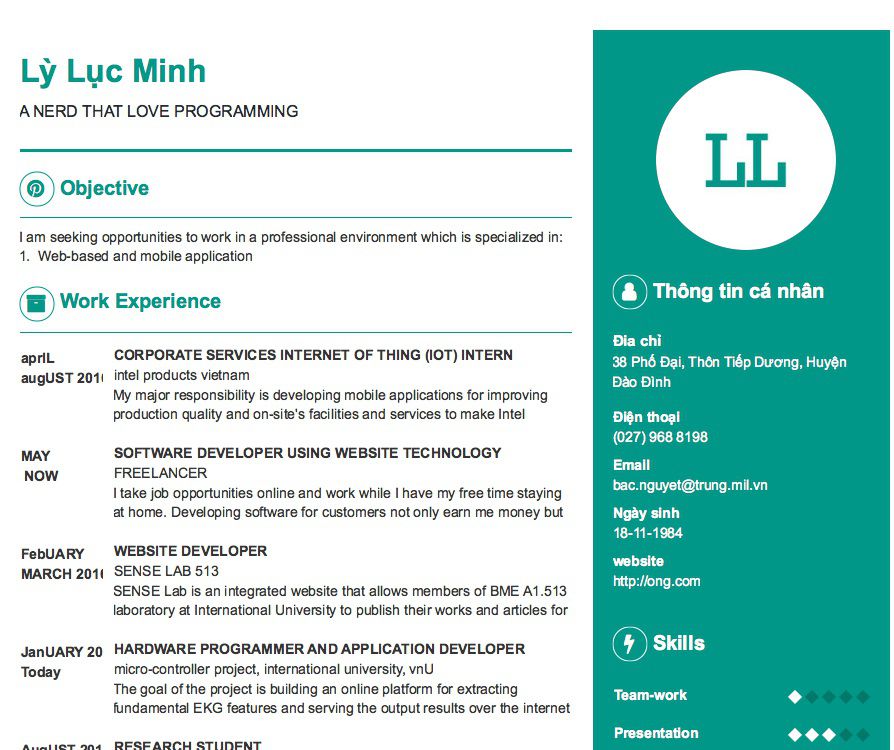 Lỳ Lục Minh
A NERD THAT LOVE PROGRAMMING
Objective
I am seeking opportunities to work in a professional environment which is specialized in:
1. Web-based and mobile application
Work Experience
aprIL
augUST 201
CORPORATE SERVICES INTERNET OF THING (IOT) INTERN
intel products vietnam
My major responsibility is developing mobile applications for improving
production quality and on-site's facilities and services to make Intel
MAY
NOW
SOFTWARE DEVELOPER USING WEBSITE TECHNOLOGY
FREELANCER
I take job opportunities online and work while I have my free time staying
at home. Developing software for customers not only earn me money but
FebUARY
MARCH 201
WEBSITE DEVELOPER
SENSE LAB 513
SENSE Lab is an integrated website that allows members of BME A1.513
laboratory at International University to publish their works and articles for
JanUARY 20
Today
HARDWARE PROGRAMMER AND APPLICATION DEVELOPER
micro-controller project, international university, vnU
The goal of the project is building an online platform for extracting
fundamental EKG features and serving the output results over the internet
AugUST 201
RESEARCH STUDENT
LL
Thông tin cá nhân
Địa chỉ
38 Phố Đại, Thôn Tiếp Dương, Huyện
Đào Đình
Điện thoại
(027) 968 8198
Email
bac.nguyet@trung.mil.vn
Ngày sinh
18-11-1984
website
http://ong.com
Skills
Team-work
Presentation